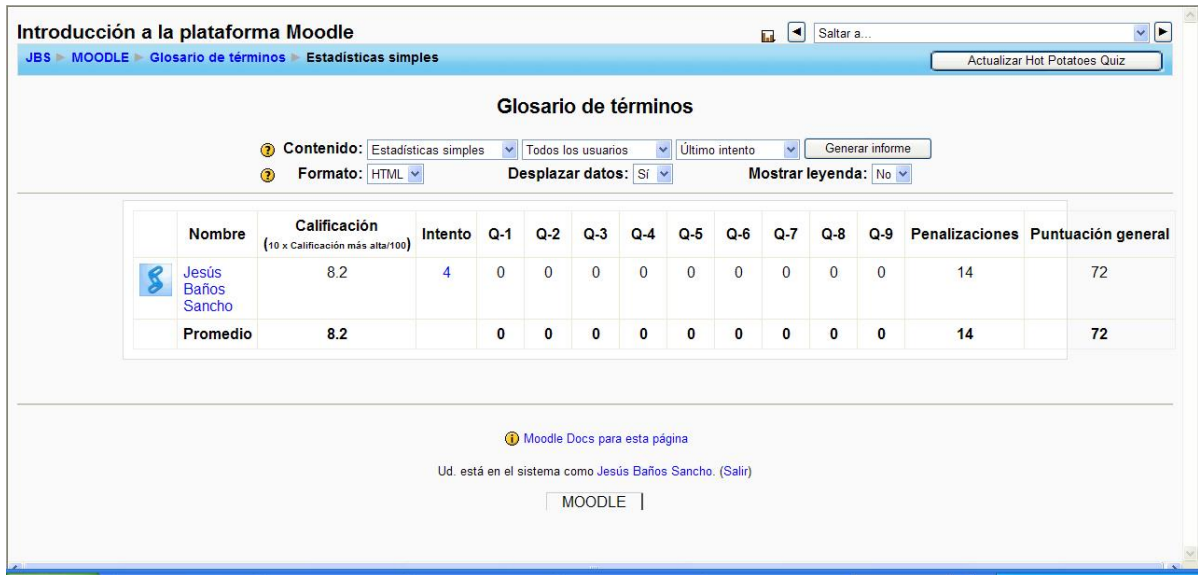 Introducción a la plataforma Moodle
Saltar a...
JBS MOODLE Glosario de términos Estadísticas simples
Actualizar Hot Potatoes Quiz
Glosario de términos
Contenido: Estadísticas simples Todos los usuarios Último intento Generar informe
Formato: HTML Desplazar datos: Sí Mostrar leyenda: No
Nombre Calificación Intento Q-1 Q-2 Q-3 Q-4 Q-5 Q-6 Q-7 Q-8 Q-9 Penalizaciones Puntuación general
(10 x Calificación más alta/100)
Jesús 8.2 4 0 0 0 0 0 0 0 0 0 14 72
Baños
Sancho
Promedio 8.2 0 0 0 0 0 0 0 0 0 14 72
Moodle Docs para esta página
Ud. está en el sistema como Jesús Baños Sancho. (Salir)
MOODLE